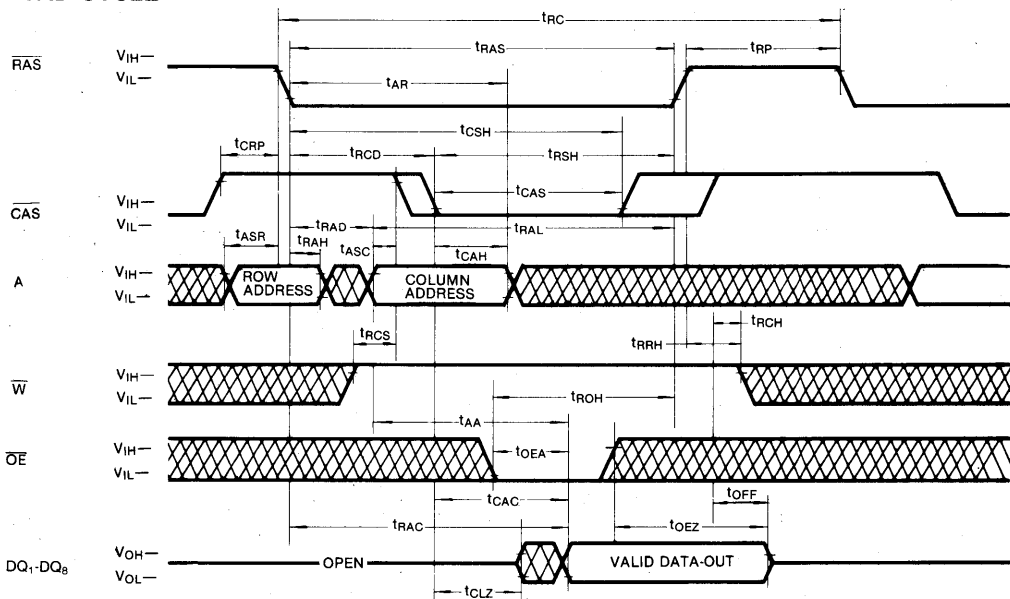 tRC
RAS
VIH—
VIL—
tRAS
tRP
tAR
tCSH
tCRP
tRCD
tRSH
CAS
VIH—
VIL—
tCAS
tRAD
tRAL
tASR
tRAH
tASC
tCAH
A
VIH—
VIL—
ROW
ADDRESS
COLUMN
ADDRESS
tRCS
tRCH
tRRH
W
VIH—
VIL—
tROH
tAA
OE
VIH—
VIL—
tOEA
tCAC
tOFF
tRAC
tOEZ
DQ1-DQ8
VOH—
VOL—
OPEN
VALID DATA-OUT
tCLZ